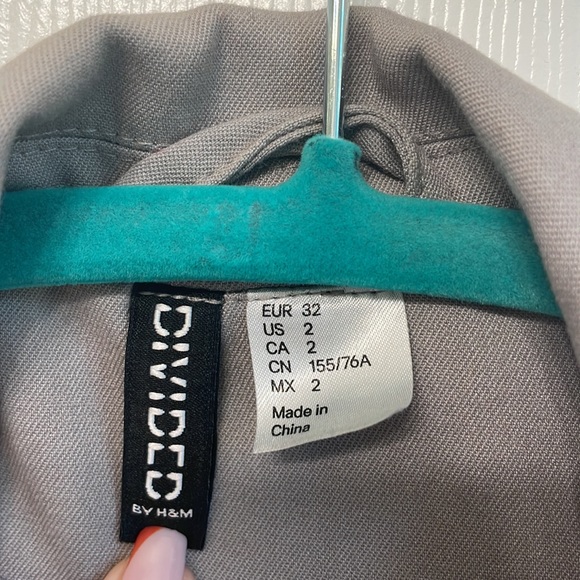 DIVIDED
BY H&M
EUR 32
US 2
CA 2
CN 155/76A
MX 2
Made in
China